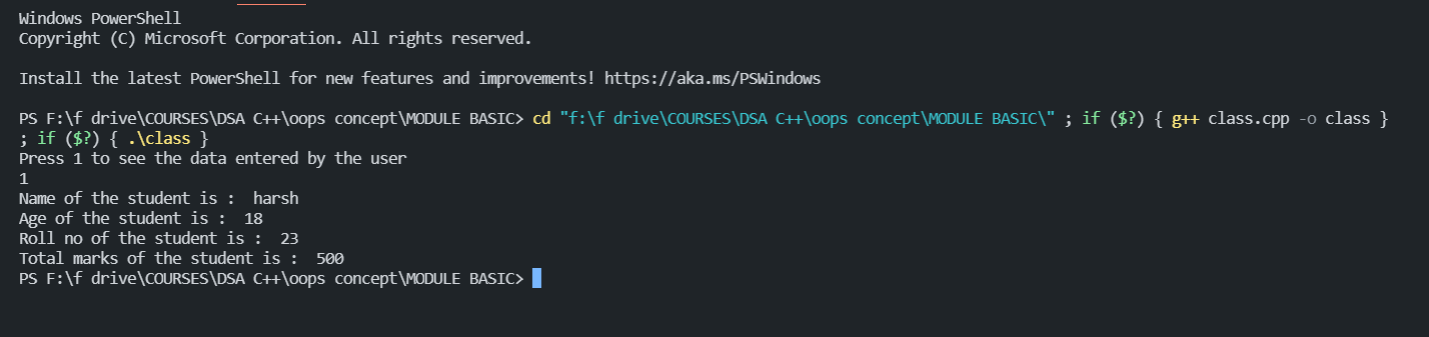 Windows PowerShell
Copyright (C) Microsoft Corporation. All rights reserved.
Install the latest PowerShell for new features and improvements! https://aka.ms/PSWindows
PS F:\f drive\COURSES\DSA C++\oops concept\MODULE BASIC> cd "f:\f drive\COURSES\DSA C++\oops concept\MODULE BASIC\" ; if ($?) { g++ class.cpp -o class }
; if ($?) { .\class }
Press 1 to see the data entered by the user
1
Name of the student is :  harsh
Age of the student is :  18
Roll no of the student is :  23
Total marks of the student is :  500
PS F:\f drive\COURSES\DSA C++\oops concept\MODULE BASIC>